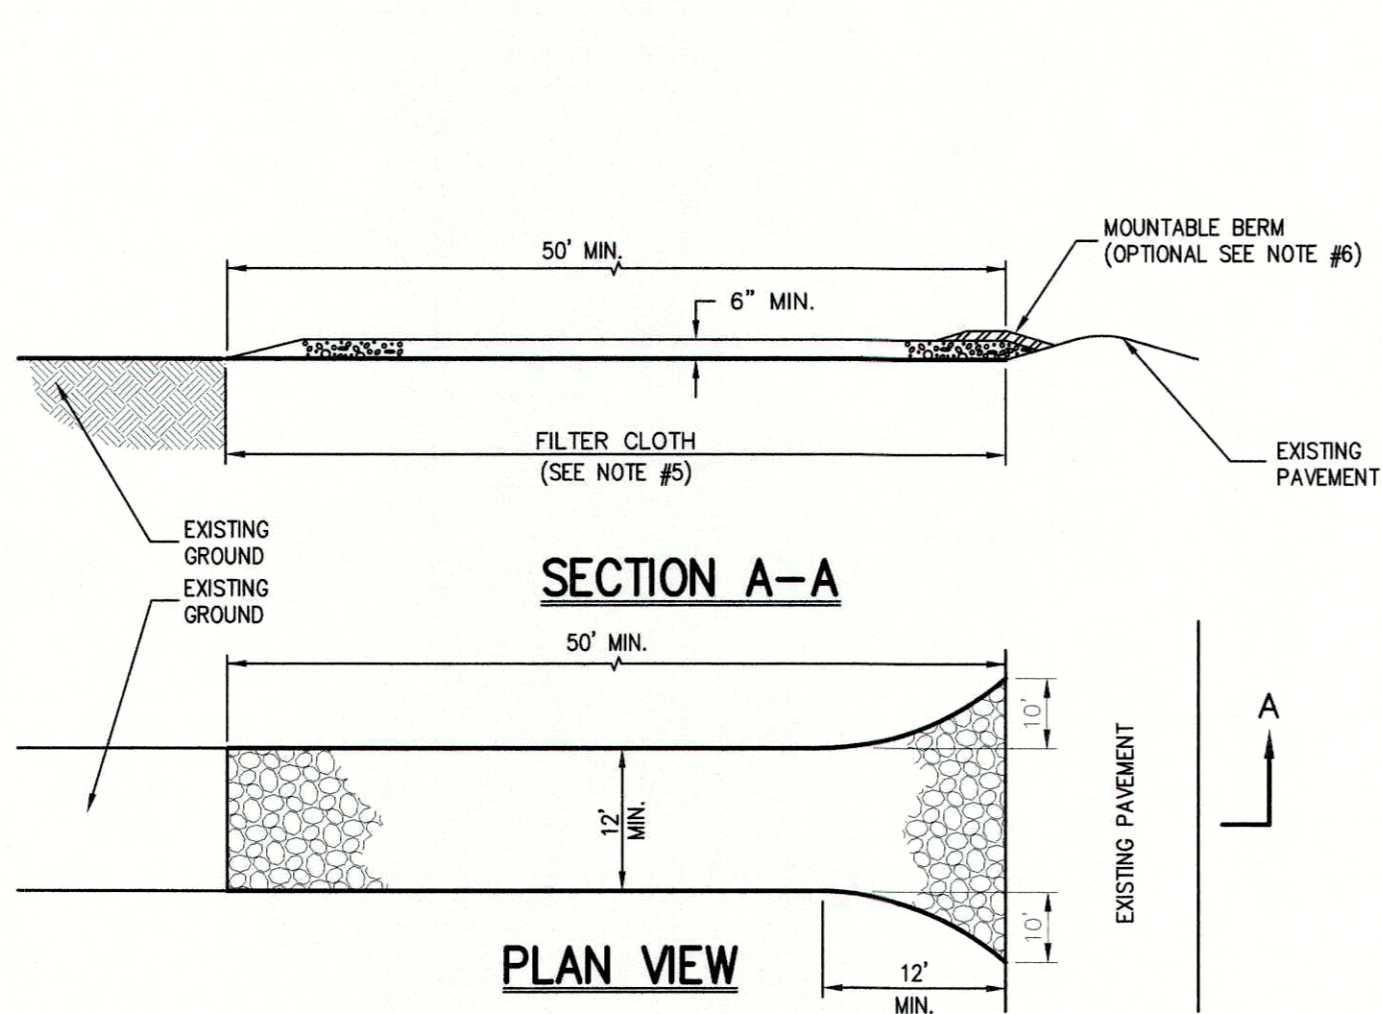 50' MIN.
6" MIN.
MOUNTABLE BERM
(OPTIONAL SEE NOTE #6)
FILTER CLOTH
(SEE NOTE #5)
EXISTING
PAVEMENT
EXISTING
GROUND
SECTION A-A
EXISTING
GROUND
50' MIN.
10'
12'
MIN.
EXISTING PAVEMENT
A
10'
PLAN VIEW
12'
MIN.